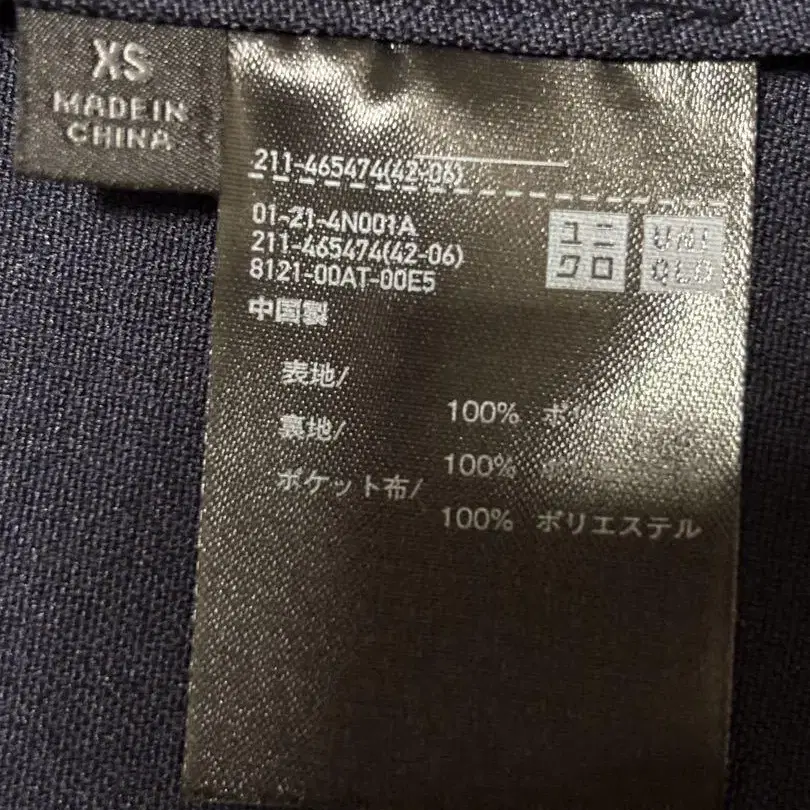 XS
MADE IN
CHINA
211-465474(42-06)
01-21-4N001A
211-465474(42-06)
8121-00AT-00E5
中国製
ユニ
クロ
UNI
QLO
表地/
100%
裏地/
100%
ポケット布/
100% ポリエステル